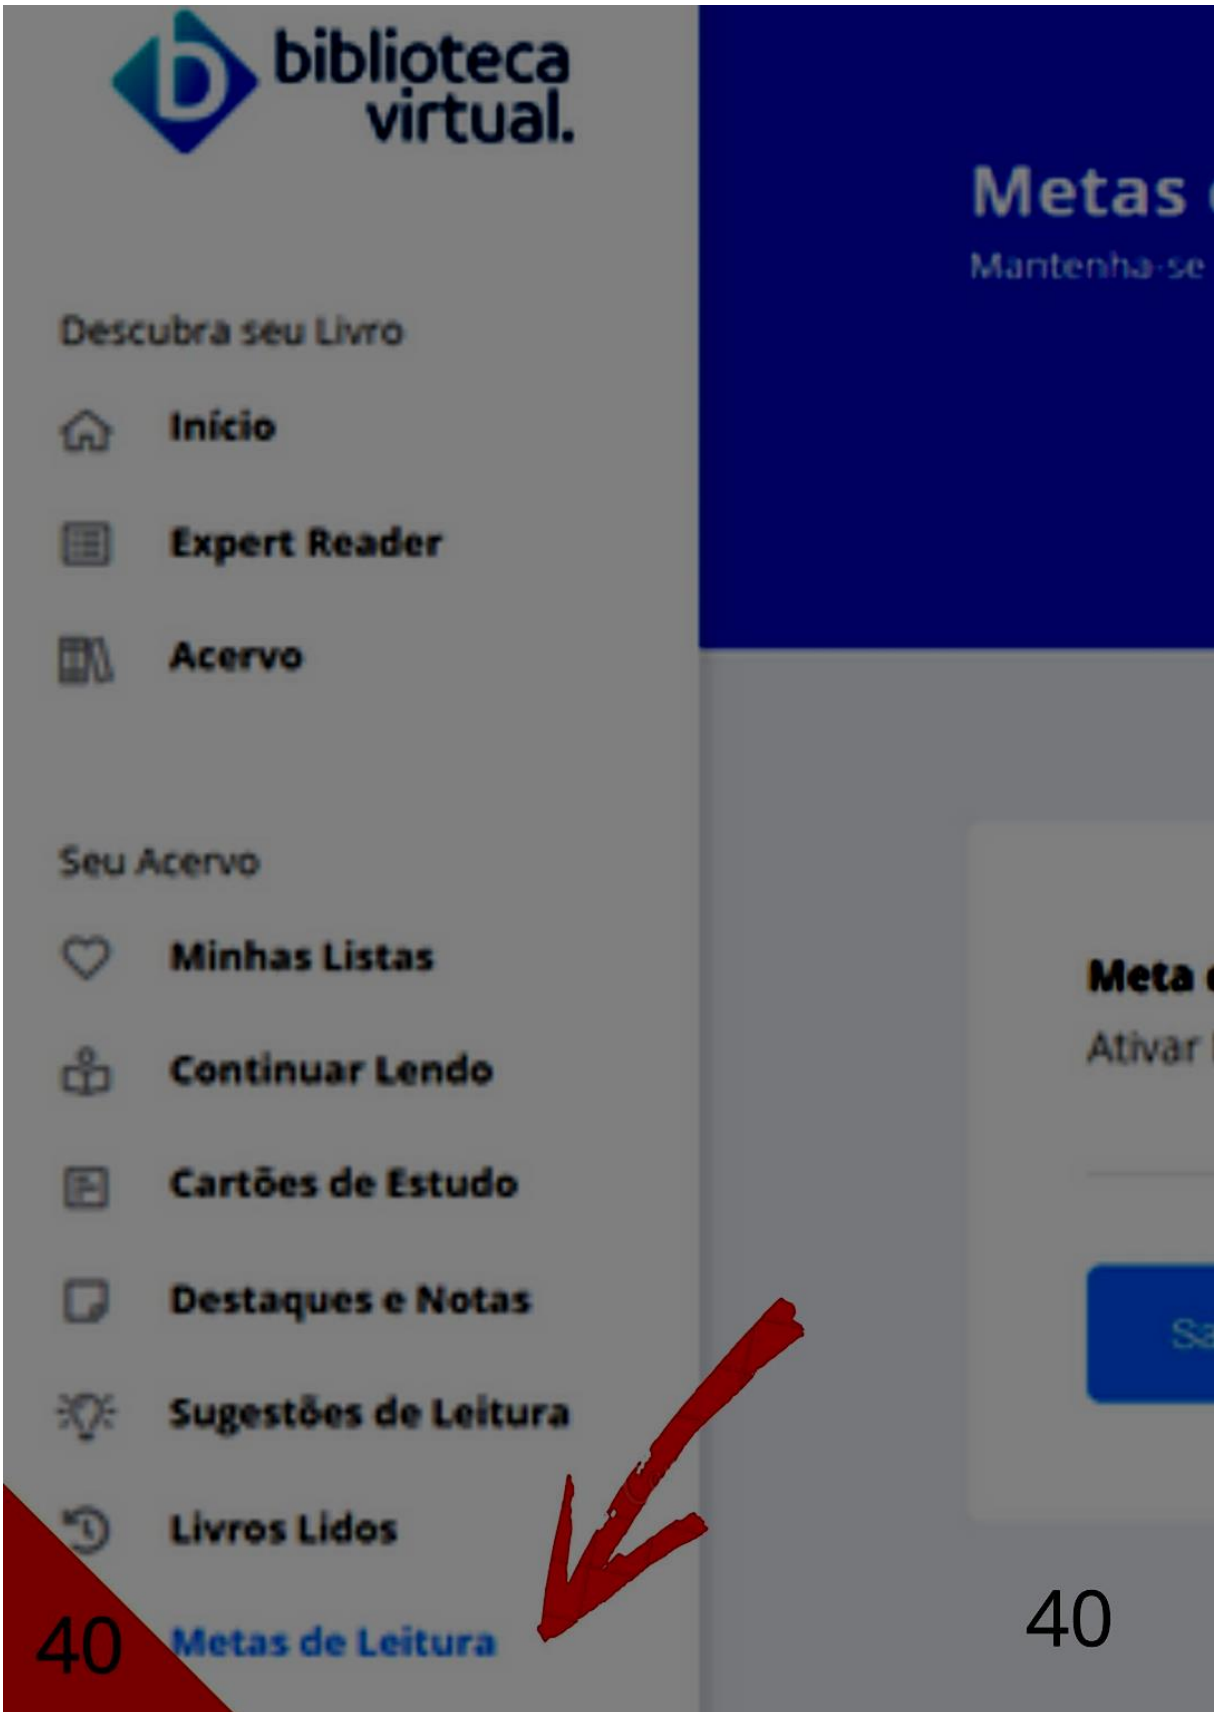 biblioteca
virtual.
Descubra seu Livro
Início
Expert Reader
Acervo
Seu Acervo
Minhas Listas
Continuar Lendo
Cartões de Estudo
Destaques e Notas
Sugestões de Leitura
Livros Lidos
Metas de Leitura
40
Metas
Mantenha-se
Meta
Ativar
Sa
40